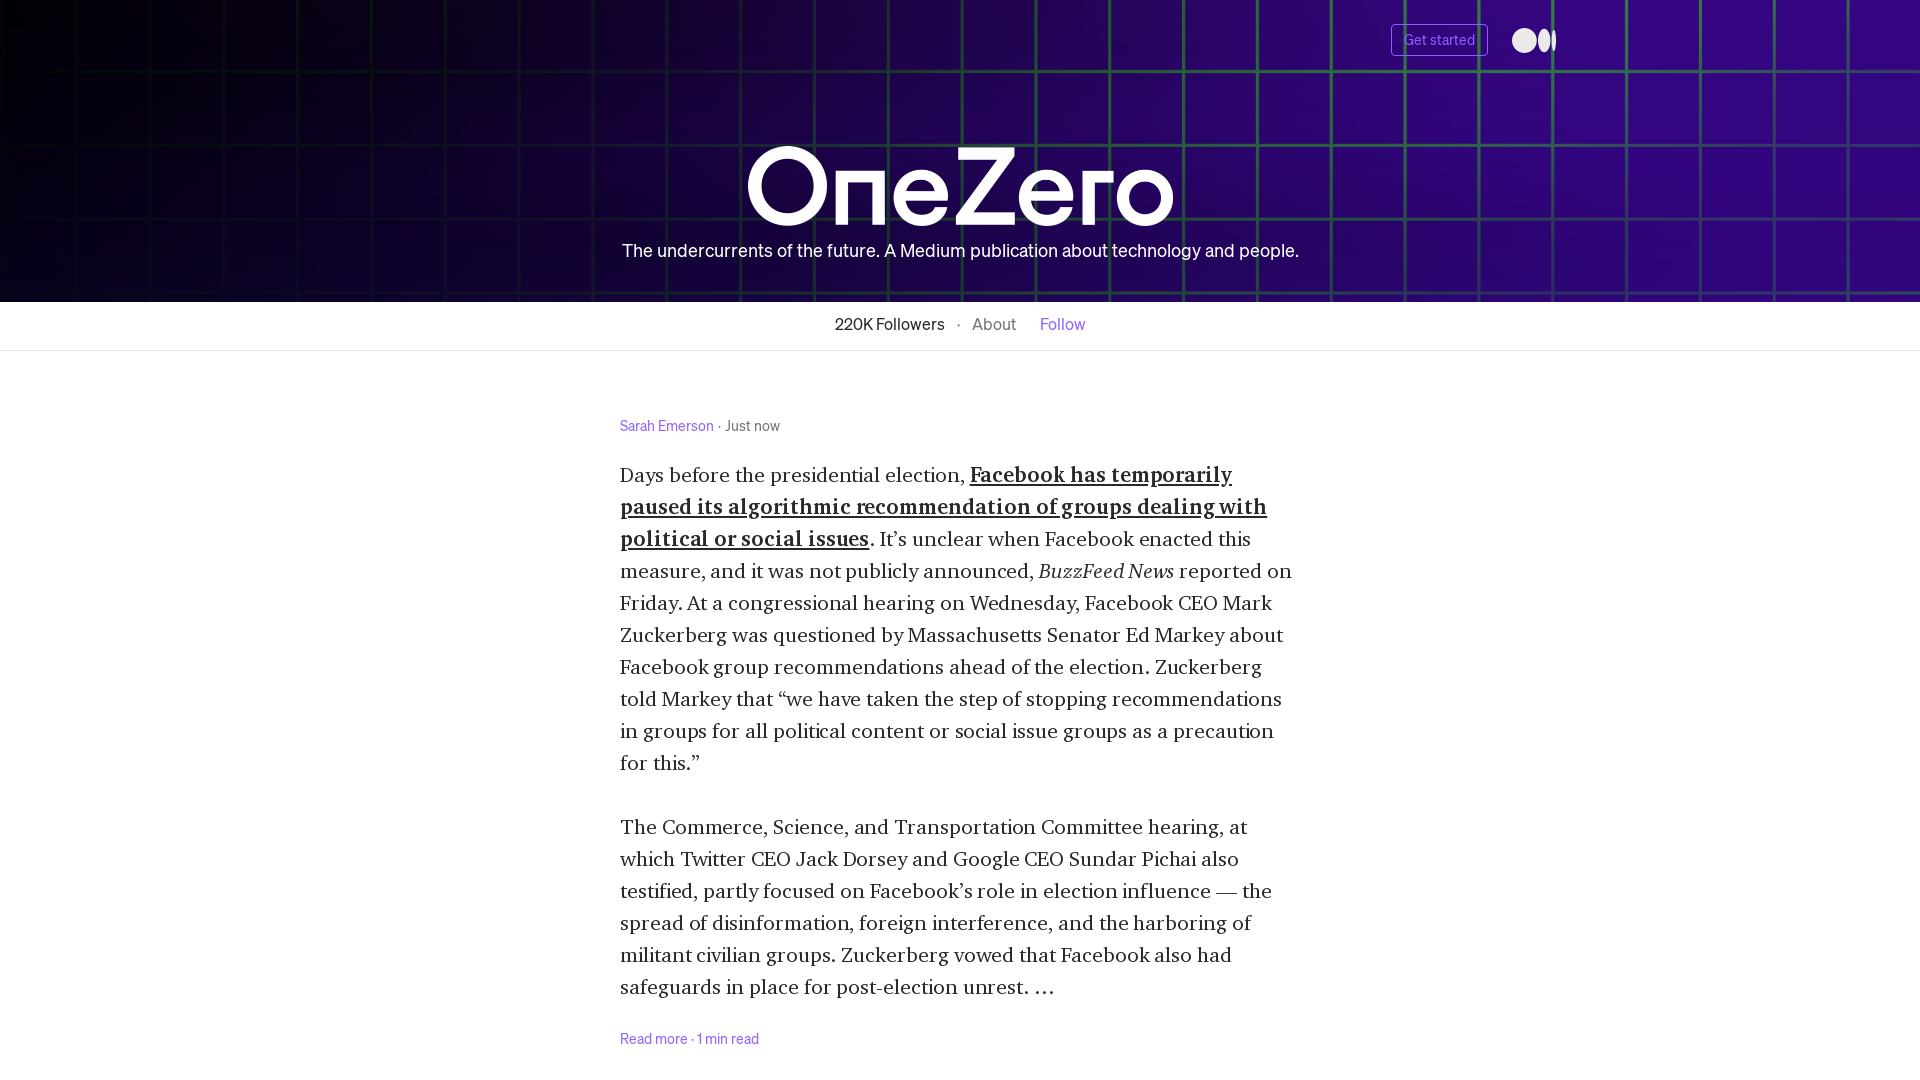 Get started
OneZero
The undercurrents of the future. A Medium publication about technology and people.
220K Followers · About Follow
Sarah Emerson · Just now
Days before the presidential election, Facebook has temporarily
paused its algorithmic recommendation of groups dealing with
political or social issues. It’s unclear when Facebook enacted this
measure, and it was not publicly announced, BuzzFeed News reported on
Friday. At a congressional hearing on Wednesday, Facebook CEO Mark
Zuckerberg was questioned by Massachusetts Senator Ed Markey about
Facebook group recommendations ahead of the election. Zuckerberg
told Markey that “we have taken the step of stopping recommendations
in groups for all political content or social issue groups as a precaution
for this.”
The Commerce, Science, and Transportation Committee hearing, at
which Twitter CEO Jack Dorsey and Google CEO Sundar Pichai also
testified, partly focused on Facebook’s role in election influence — the
spread of disinformation, foreign interference, and the harboring of
militant civilian groups. Zuckerberg vowed that Facebook also had
safeguards in place for post-election unrest. …
Read more · 1 min read